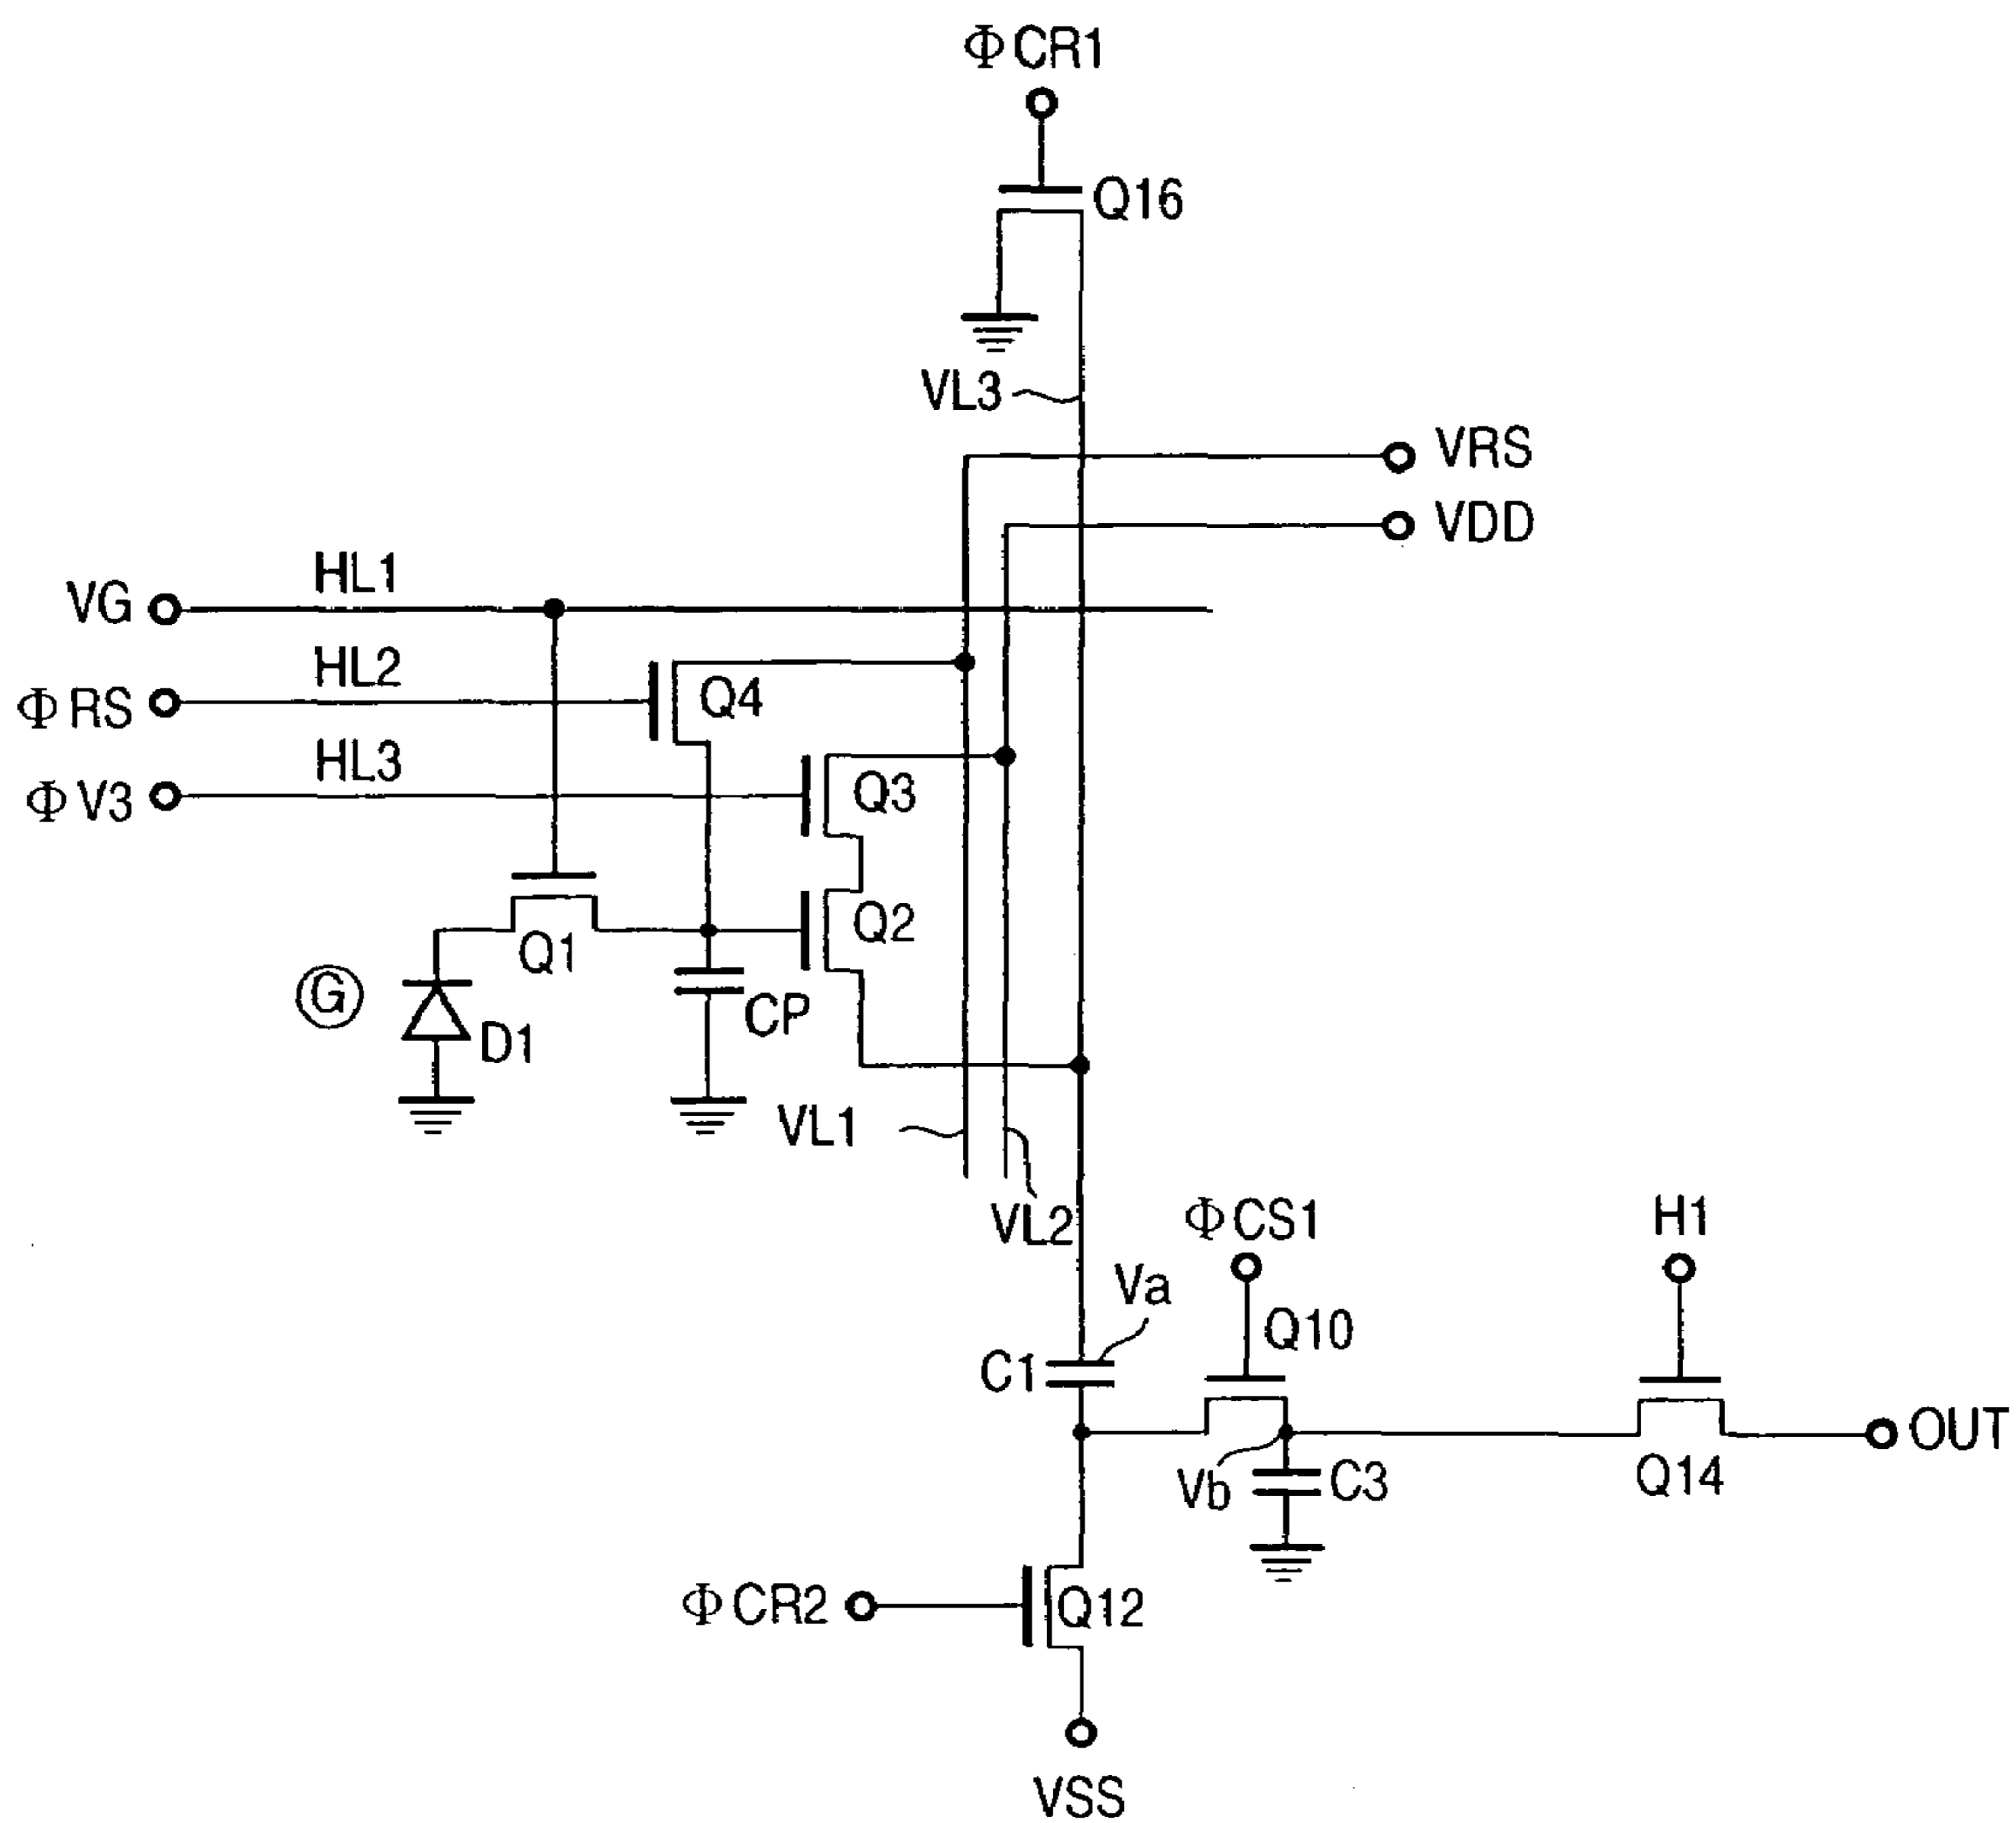 ΦCR1
Q16
VL3
VRS
VDD
HL1
VG
HL2
ΦRS
Q4
HL3
ΦV3
Q3
Q2
Q1
G
D1
CP
VL1
VL2
ΦCS1
H1
Va
Q10
C1
OUT
Vb
C3
Q14
ΦCR2
Q12
VSS